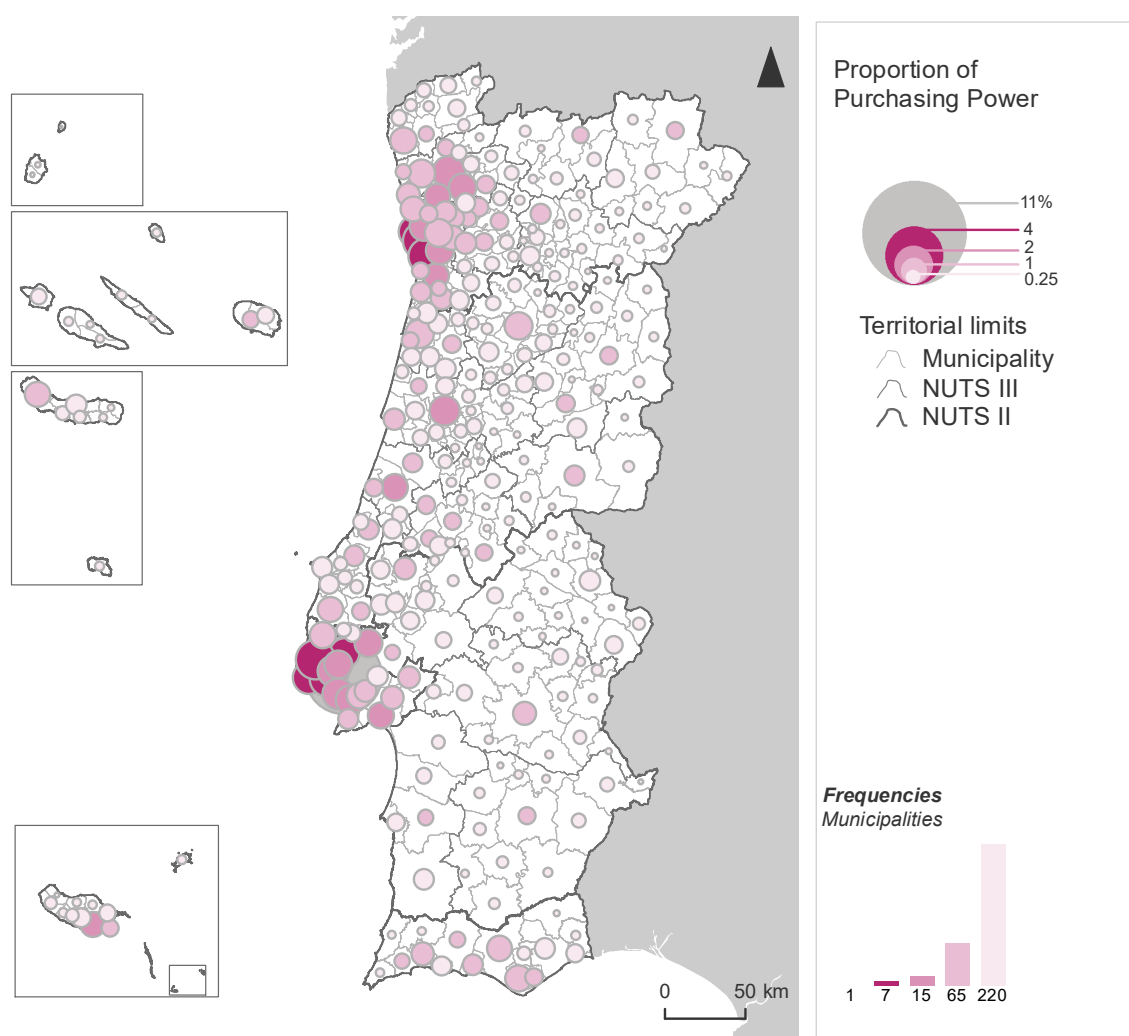 Proportion of
Purchasing Power
11%
4
2
1
0.25
Territorial limits
Municipality
NUTS III
NUTS II
Frequencies
Municipalities
1 7 15 65 220
0 50 km